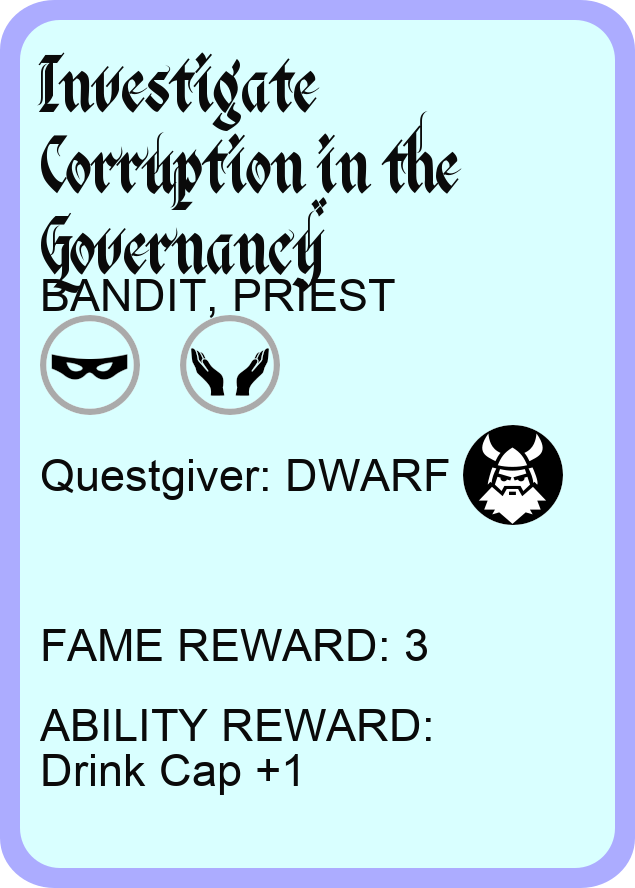 Investigate
Corruption in the
Governancy
BANDIT, PRIEST
Questgiver: DWARF
FAME REWARD: 3
ABILITY REWARD:
Drink Cap +1